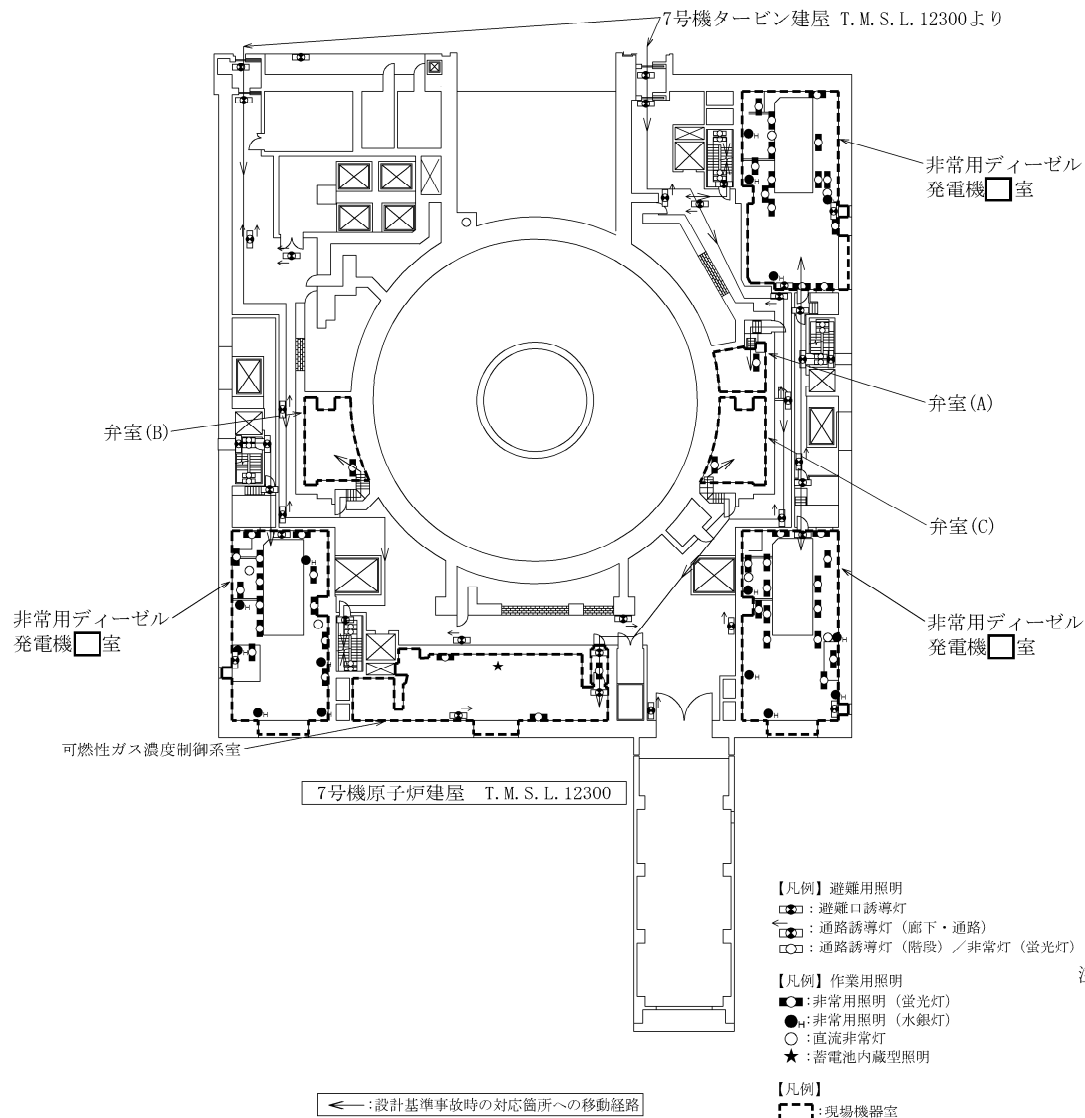 7号機タービン建屋 T.M.S.L.12300より
非常用ディーゼル
発電機 室
弁室(A)
弁室(B)
弁室(C)
非常用ディーゼル
発電機 室
非常用ディーゼル
発電機 室
可燃性ガス濃度制御系室
7号機原子炉建屋 T.M.S.L.12300
【凡例】避難用照明
:避難口誘導灯
:通路誘導灯(廊下・通路)
:通路誘導灯(階段)/非常灯(蛍光灯)
【凡例】作業用照明
:非常用照明(蛍光灯)
H:非常用照明(水銀灯)
:直流非常灯
:蓄電池内蔵型照明
【凡例】
:現場機器室
:設計基準事故時の対応箇所への移動経路